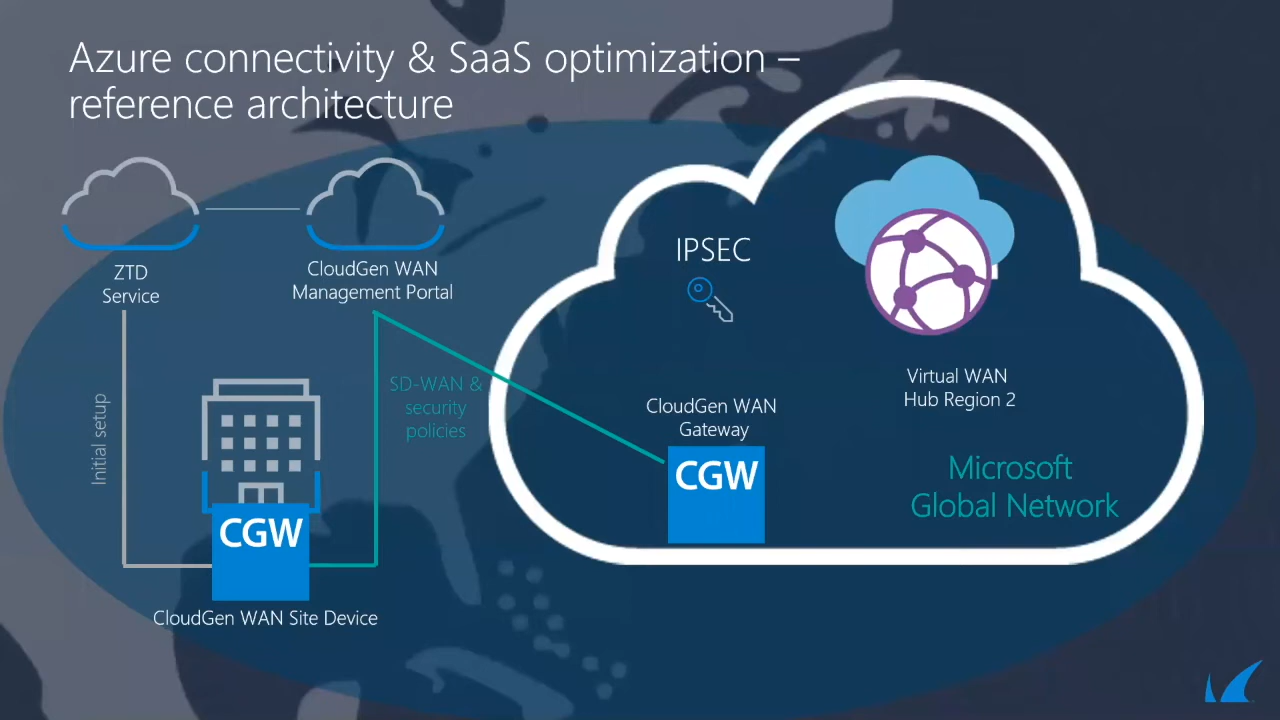 Azure connectivity & SaaS optimization –
reference architecture
ZTD
Service
CloudGen WAN
Management Portal
IPSEC
Virtual WAN
Hub Region 2
SD-WAN &
security
policies
Initial setup
CloudGen WAN
Gateway
CGW
Microsoft
Global Network
CGW
CloudGen WAN Site Device